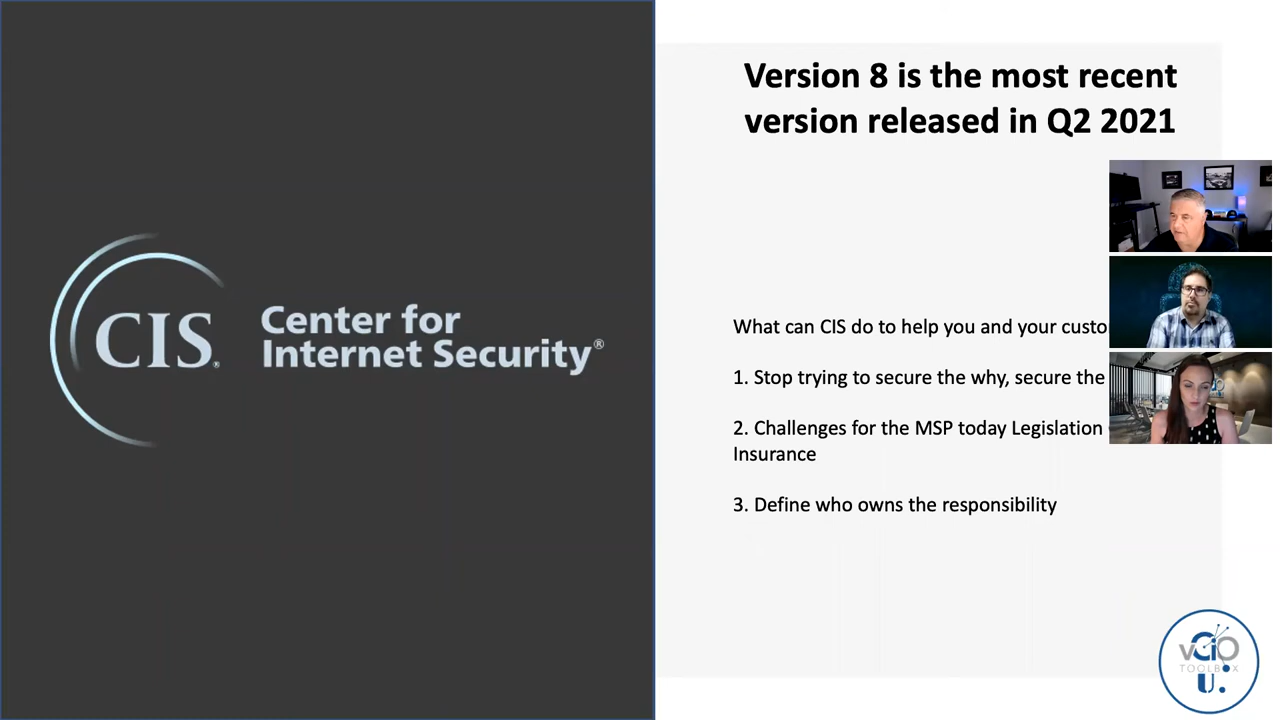 Version 8 is the most recent
version released in Q2 2021
CIS®
Center for
Internet Security®
What can CIS do to help you and your
1. Stop trying to secure the why, secure the
2. Challenges for the MSP today Legislation
Insurance
3. Define who owns the responsibility
vCIO
TOOLBOX
U.